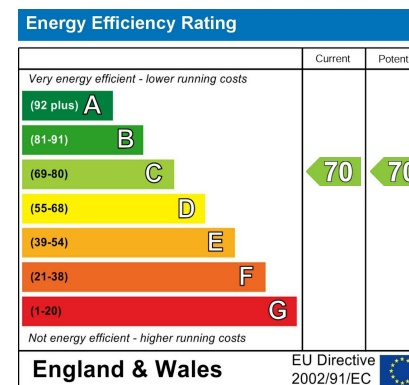 Energy Efficiency Rating
Current Potent
Very energy efficient - lower running costs
(92 plus) A
(81-91) B
(69-80) C 70 70
(55-68) D
(39-54) E
(21-38) F
(1-20) G
Not energy efficient - higher running costs
England & Wales
EU Directive
2002/91/EC